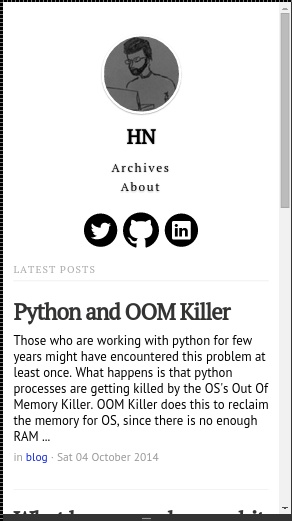 HN
Archives
About
LATEST POSTS
Python and OOM Killer
Those who are working with python for few
years might have encountered this problem at
least once. What happens is that python
processes are getting killed by the OS's Out Of
Memory Killer. OOM Killer does this to reclaim
the memory for OS, since there is no enough
RAM ...
in blog · Sat 04 October 2014